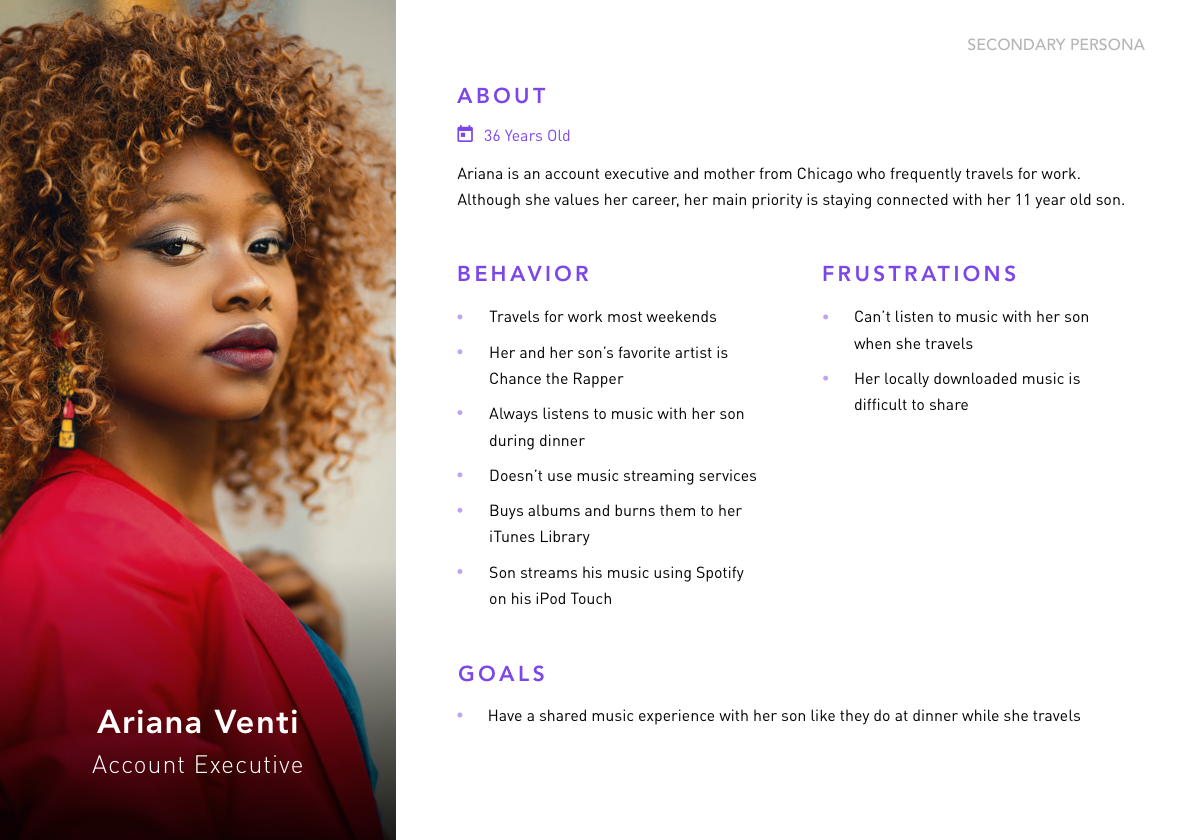 SECONDARY PERSONA
ABOUT
36 Years Old
Ariana is an account executive and mother from Chicago who frequently travels for work.
Although she values her career, her main priority is staying connected with her 11 year old son.
BEHAVIOR
• Travels for work most weekends
• Her and her son’s favorite artist is
Chance the Rapper
• Always listens to music with her son
during dinner
• Doesn’t use music streaming services
• Buys albums and burns them to her
iTunes Library
• Son streams his music using Spotify
on his iPod Touch
FRUSTRATIONS
• Can’t listen to music with her son
when she travels
• Her locally downloaded music is
difficult to share
GOALS
• Have a shared music experience with her son like they do at dinner while she travels
Ariana Venti
Account Executive